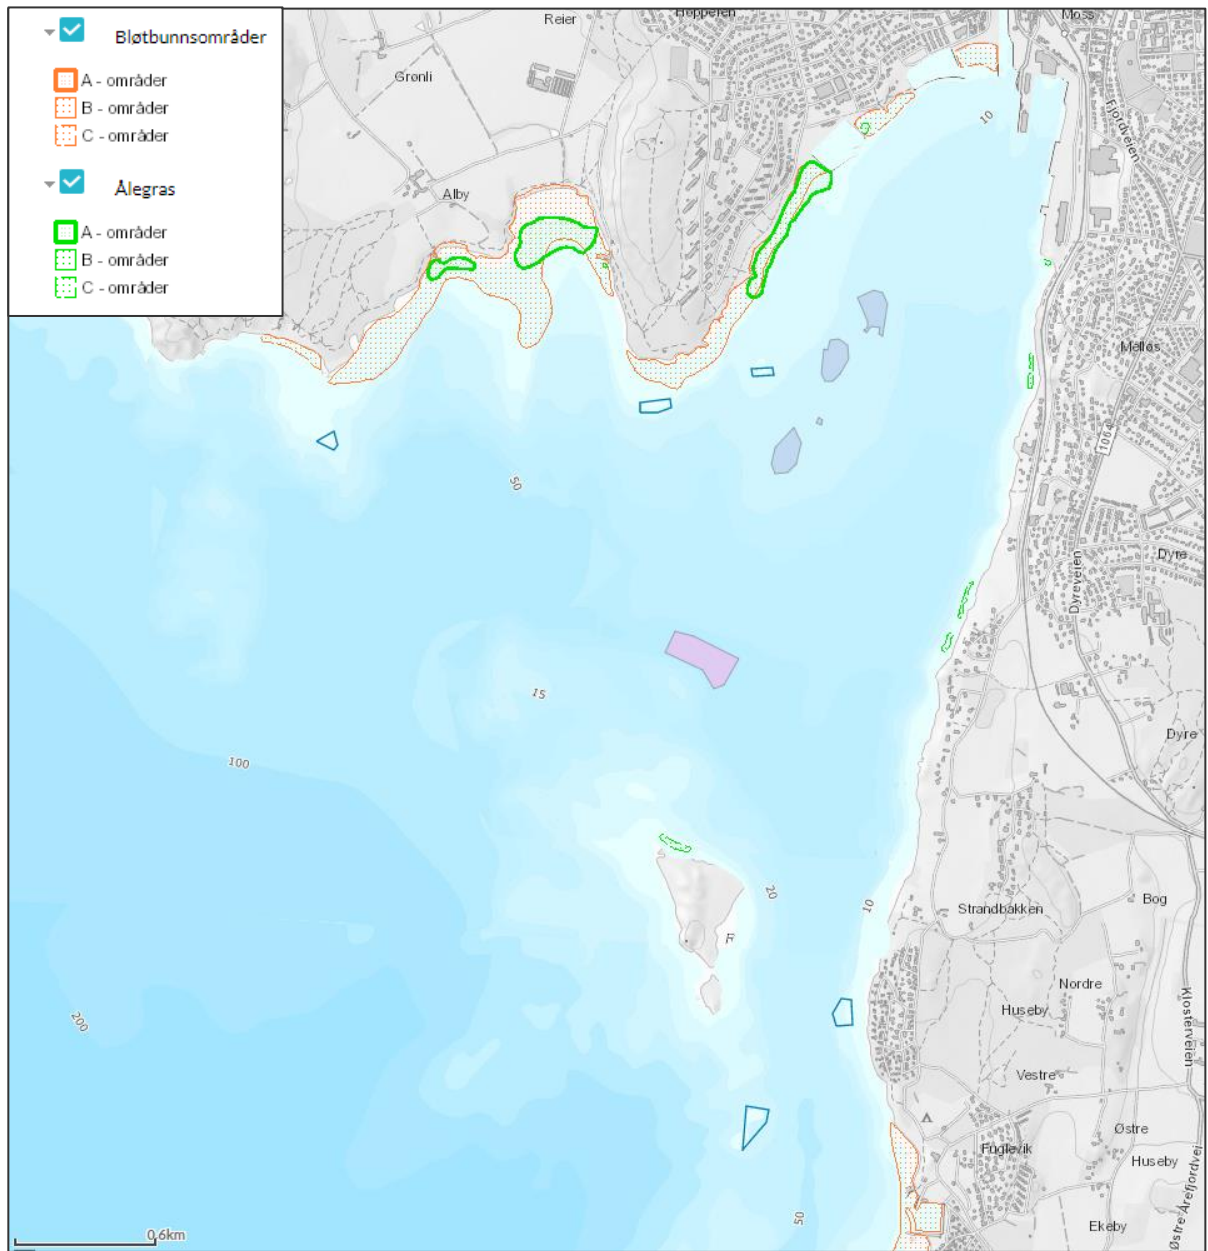 Bløtbunnsområder
A - områder
B - områder
C - områder
Ålegras
A - områder
B - områder
C - områder
Reier
Høppeien
Moss
Grønli
Fjordveien
10
Alby
Melløs
1064
50
Dyre
Dyreveien
15
Dyre
100
20
10
Strandbakken
Bog
F
Nordre
200
Huseby
Klosterveien
Vestre
Østre
Fuglevik
Huseby
50
Ekeby
Østre Årefjordvei
0,6km